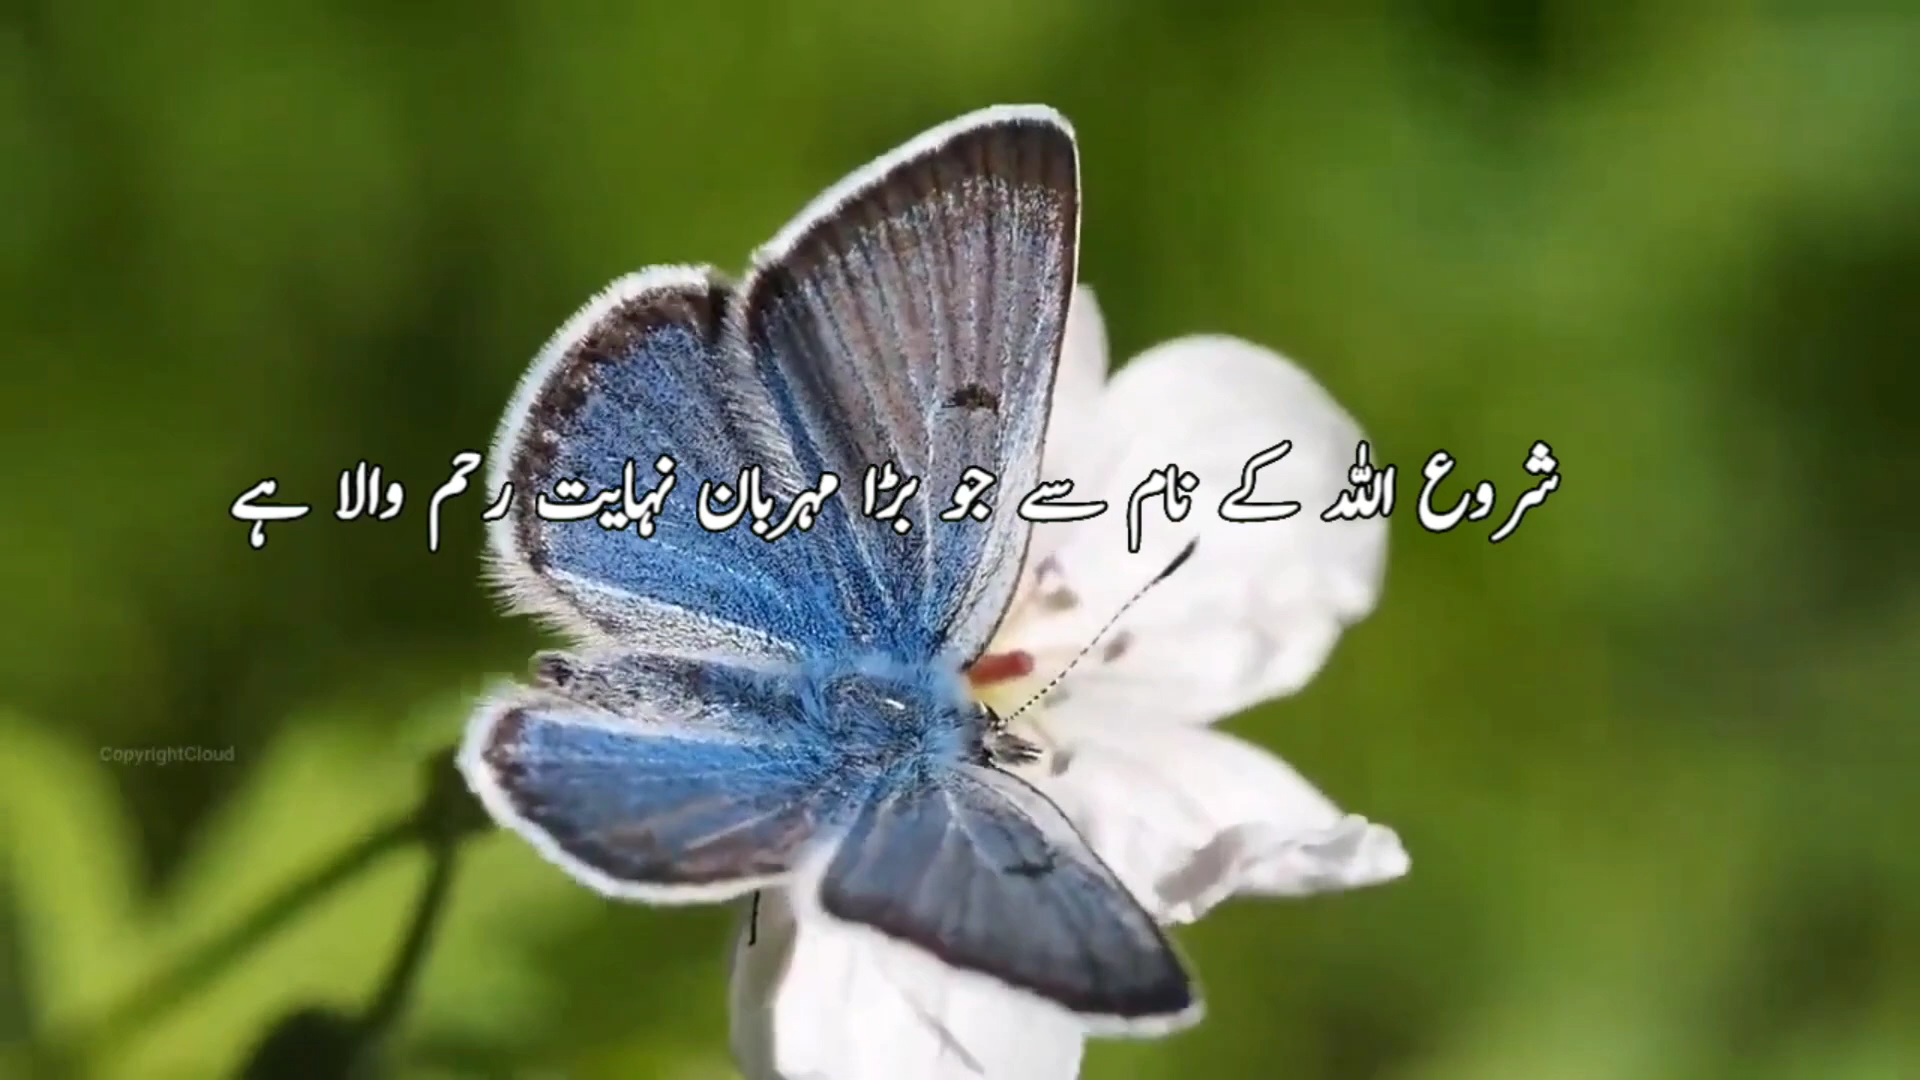 شروع اللہ کے نام سے جو بڑا مہربان نہایت رحم والا ہے
CopyrightCloud